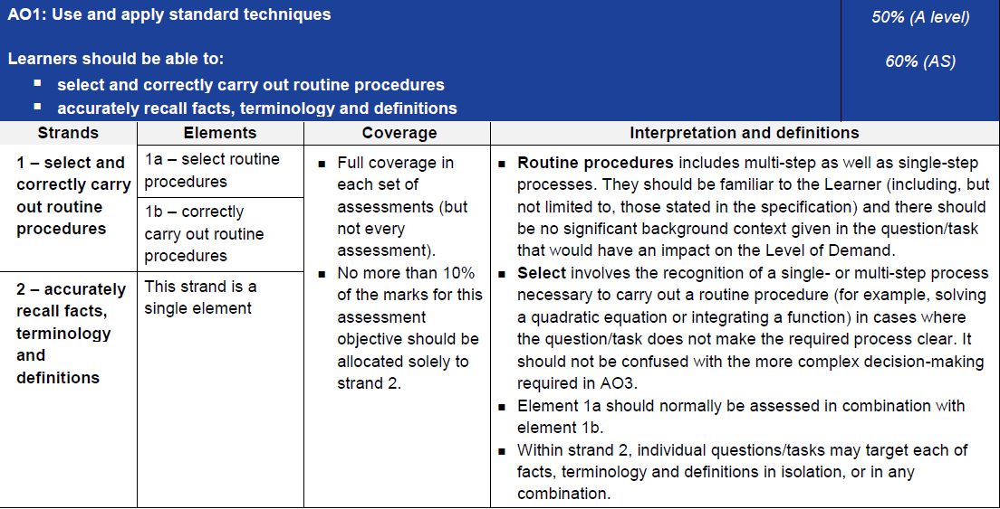 AO1: Use and apply standard techniques
50% (A level)
60% (AS)
Learners should be able to:
▪ select and correctly carry out routine procedures
▪ accurately recall facts, terminology and definitions
Strands
Elements
Coverage
Interpretation and definitions
1 – select and
correctly carry
out routine
procedures
1a – select routine
procedures
1b – correctly
carry out routine
procedures
2 – accurately
recall facts,
terminology
and
definitions
This strand is a
single element
▪ Full coverage in
each set of
assessments (but
not every
assessment).
▪ No more than 10%
of the marks for this
assessment
objective should be
allocated solely to
strand 2.
▪ Routine procedures includes multi-step as well as single-step
processes. They should be familiar to the Learner (including, but
not limited to, those stated in the specification) and there should
be no significant background context given in the question/task
that would have an impact on the Level of Demand.
▪ Select involves the recognition of a single- or multi-step process
necessary to carry out a routine procedure (for example, solving
a quadratic equation or integrating a function) in cases where
the question/task does not make the required process clear. It
should not be confused with the more complex decision-making
required in AO3.
▪ Element 1a should normally be assessed in combination with
element 1b.
▪ Within strand 2, individual questions/tasks may target each of
facts, terminology and definitions in isolation, or in any
combination.